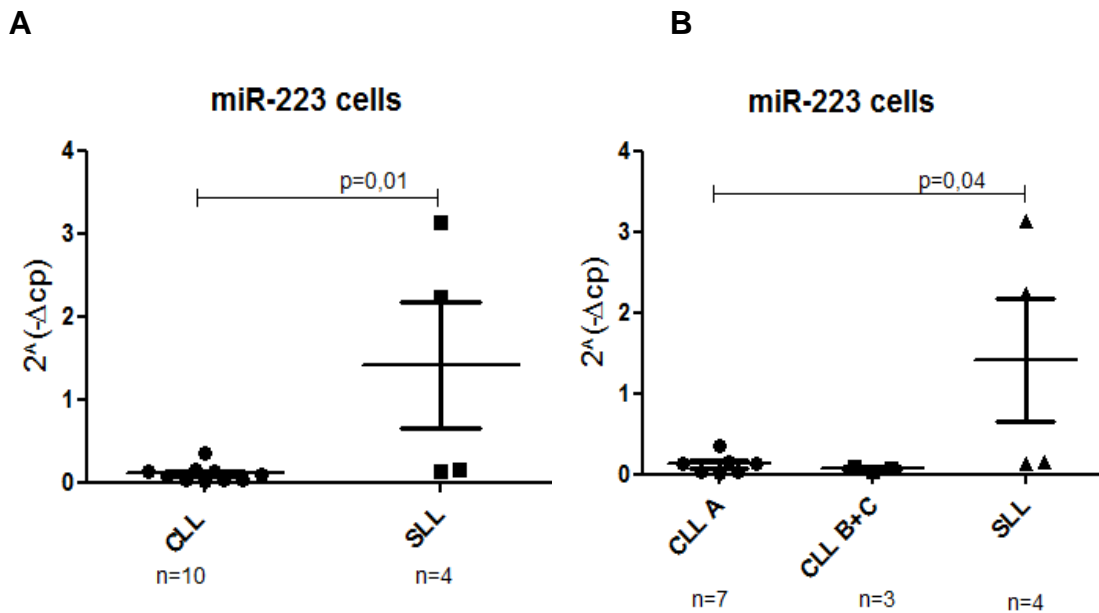 A
miR-223 cells
2^(-Δcp)
4
3
2
1
0
p=0,01
CLL
SLL
n=10
n=4
B
miR-223 cells
2^(-Δcp)
4
3
2
1
0
p=0,04
CLL A
CLL B+C
SLL
n=7
n=3
n=4